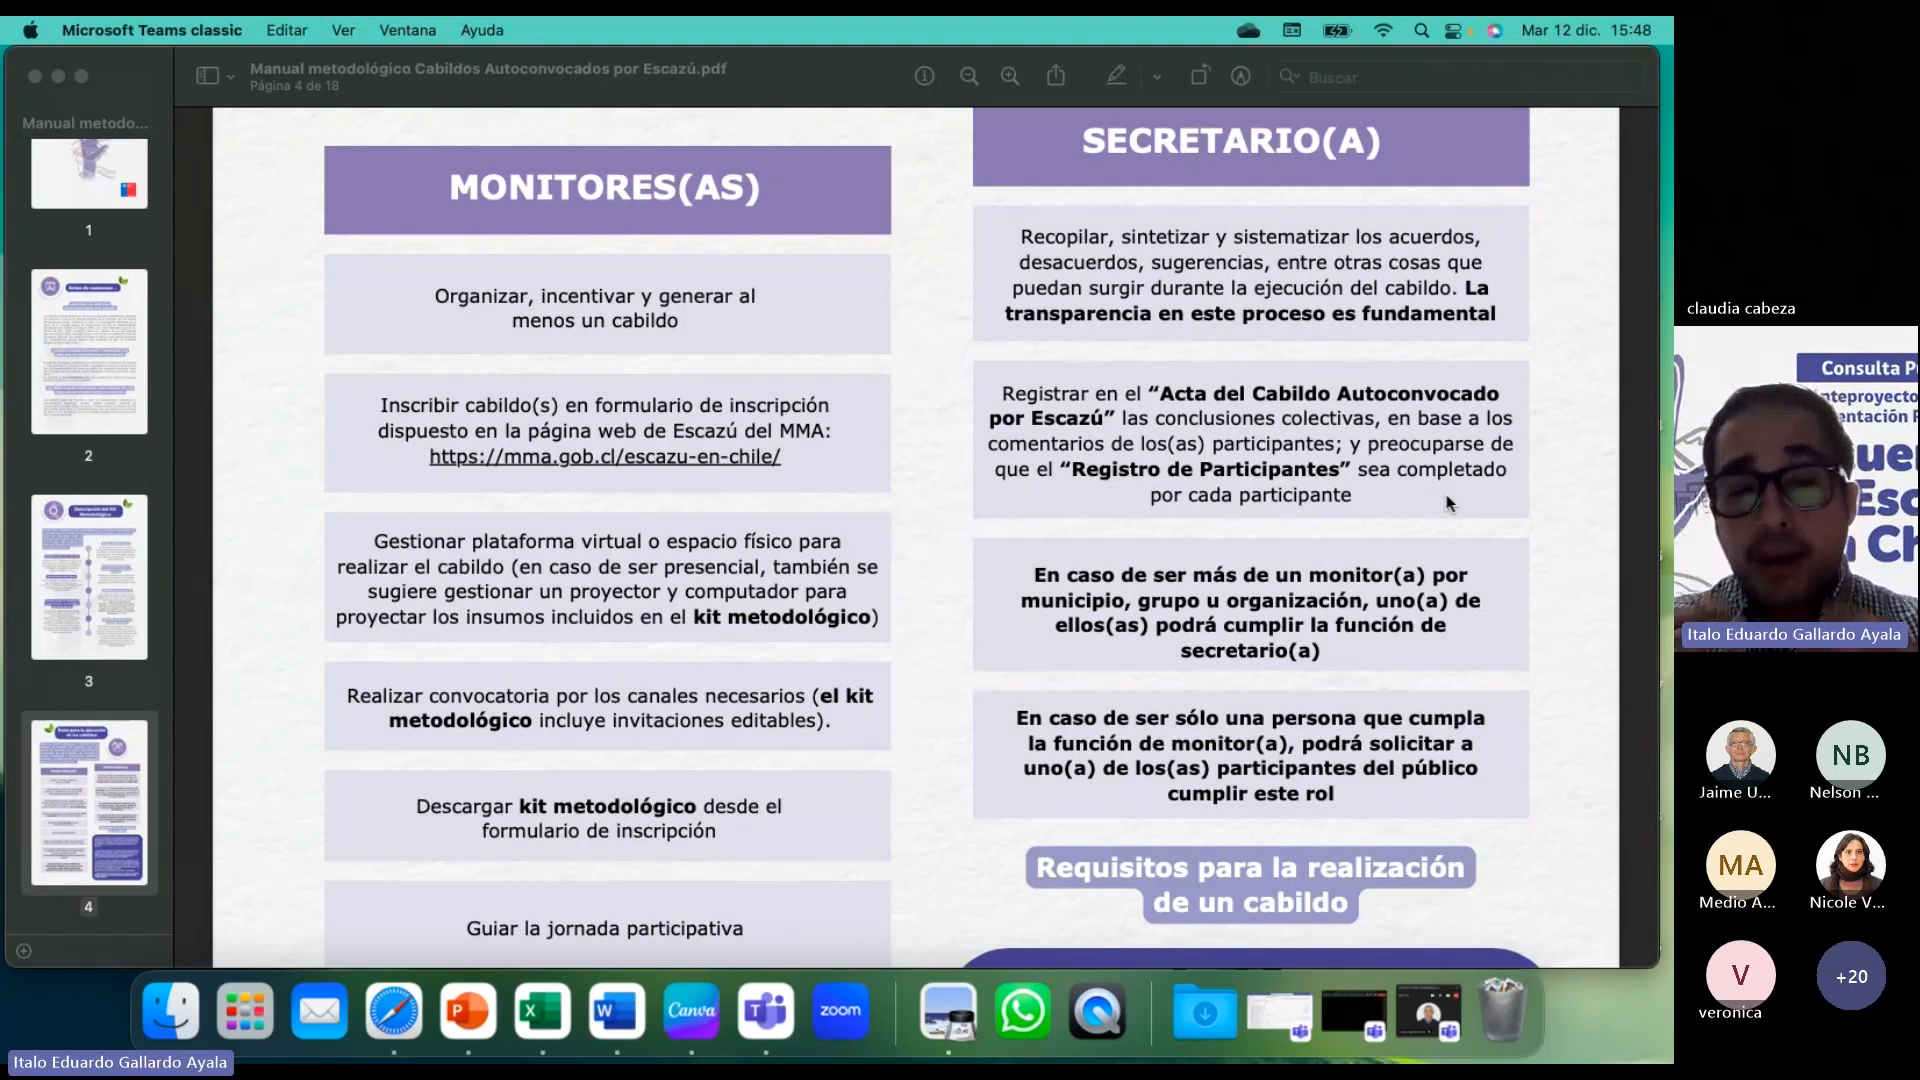 Microsoft Teams classic
Editar
Ver
Ventana
Ayuda
Mar 12 dic. 15:48
Manual metodológico Cabildos Autoconvocados por Escazú.pdf
Página 4 de 18
Buscar
Manual metodo...
1
2
3
4
MONITORES(AS)
Organizar, incentivar y generar al
menos un cabildo
Inscribir cabildo(s) en formulario de inscripción
dispuesto en la página web de Escazú del MMA:
https://mma.gob.cl/escazu-en-chile/
Gestionar plataforma virtual o espacio físico para
realizar el cabildo (en caso de ser presencial, también se
sugiere gestionar un proyector y computador para
proyectar los insumos incluidos en el kit metodológico)
Realizar convocatoria por los canales necesarios (el kit
metodológico incluye invitaciones editables).
Descargar kit metodológico desde el
formulario de inscripción
Guiar la jornada participativa
SECRETARIO(A)
Recopilar, sintetizar y sistematizar los acuerdos,
desacuerdos, sugerencias, entre otras cosas que
puedan surgir durante la ejecución del cabildo. La
transparencia en este proceso es fundamental
Registrar en el “Acta del Cabildo Autoconvocado
por Escazú” las conclusiones colectivas, en base a los
comentarios de los(as) participantes; y preocuparse de
que el “Registro de Participantes” sea completado
por cada participante
En caso de ser más de un monitor(a) por
municipio, grupo u organización, uno(a) de
ellos(as) podrá cumplir la función de
secretario(a)
En caso de ser sólo una persona que cumpla
la función de monitor(a), podrá solicitar a
uno(a) de los(as) participantes del público
cumplir este rol
Requisitos para la realización
de un cabildo
Canva
zoom
Italo Eduardo Gallardo Ayala
claudia cabeza
Consulta P
nteproyecto
entación
Italo Eduardo Gallardo Ayala
Jaime U...
NB
Nelson ...
MA
Medio A...
Nicole V...
V
veronica
+20